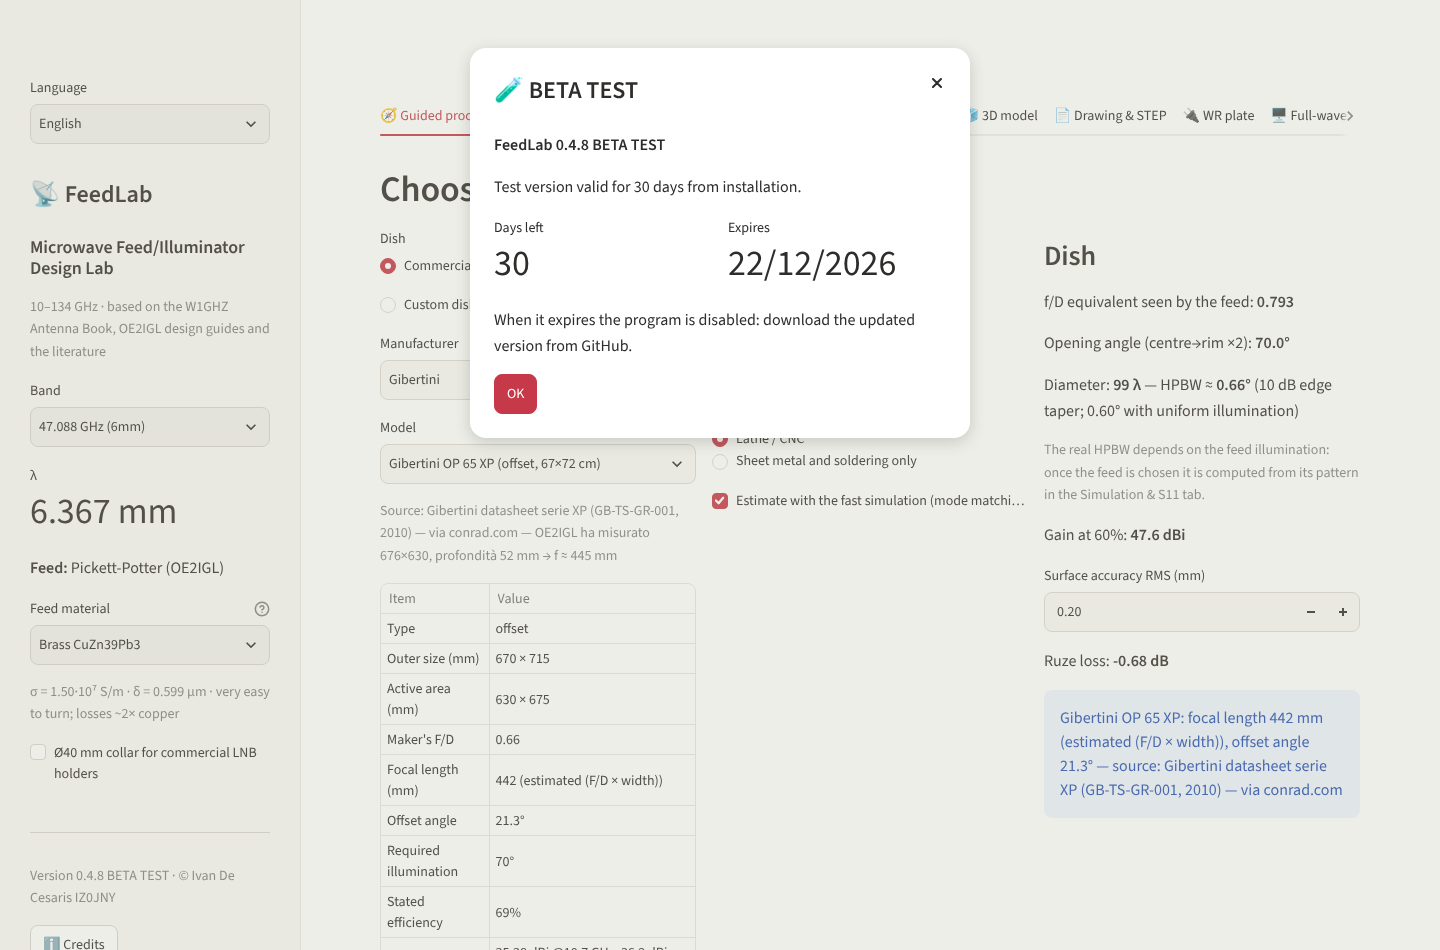 Language
English
📡 FeedLab
Microwave Feed/Illuminator
Design Lab
10–134 GHz · based on the W1GHZ
Antenna Book, OE2IGL design guides and
the literature
Band
47.088 GHz (6mm)
λ
6.367 mm
Feed: Pickett-Potter (OE2IGL)
Feed material
Brass CuZn39Pb3
σ = 1.50·10⁷ S/m · δ = 0.599 µm · very easy
to turn; losses ~2× copper
Ø40 mm collar for commercial LNB
holders
Version 0.4.8 BETA TEST · © Ivan De
Cesaris IZ0JNY
ℹ️ Credits
🧭 Guided
3D model
📄 Drawing & STEP
🔌 WR plate
🖥️ Full-wave
Dish
Custom
Manufacturer
Gibertini
Model
Gibertini OP 65 XP (offset, 67×72 cm)
Source: Gibertini datasheet serie XP (GB-TS-GR-001,
2010) — via conrad.com — OE2IGL ha misurato
676×630, profondità 52 mm → f ≈ 445 mm
Item Value
Type offset
Outer size (mm) 670 × 715
Active area
(mm) 630 × 675
Maker's F/D 0.66
Focal length
(mm) 442 (estimated (F/D × width))
Offset angle 21.3°
Required
illumination 70°
Stated
efficiency 69%
🧪 BETA TEST
FeedLab 0.4.8 BETA TEST
Test version valid for 30 days from installation.
Days left Expires
30 22/12/2026
When it expires the program is disabled: download the updated
version from GitHub.
OK
Lathe / CNC
Sheet metal and soldering only
Estimate with the fast simulation (mode matchi…
Dish
f/D equivalent seen by the feed: 0.793
Opening angle (centre→rim ×2): 70.0°
Diameter: 99 λ — HPBW ≈ 0.66° (10 dB edge
taper; 0.60° with uniform illumination)
The real HPBW depends on the feed illumination:
once the feed is chosen it is computed from its pattern
in the Simulation & S11 tab.
Gain at 60%: 47.6 dBi
Surface accuracy RMS (mm)
0.20
Ruze loss: -0.68 dB
Gibertini OP 65 XP: focal length 442 mm
(estimated (F/D × width)), offset angle
21.3° — source: Gibertini datasheet serie
XP (GB-TS-GR-001, 2010) — via conrad.com